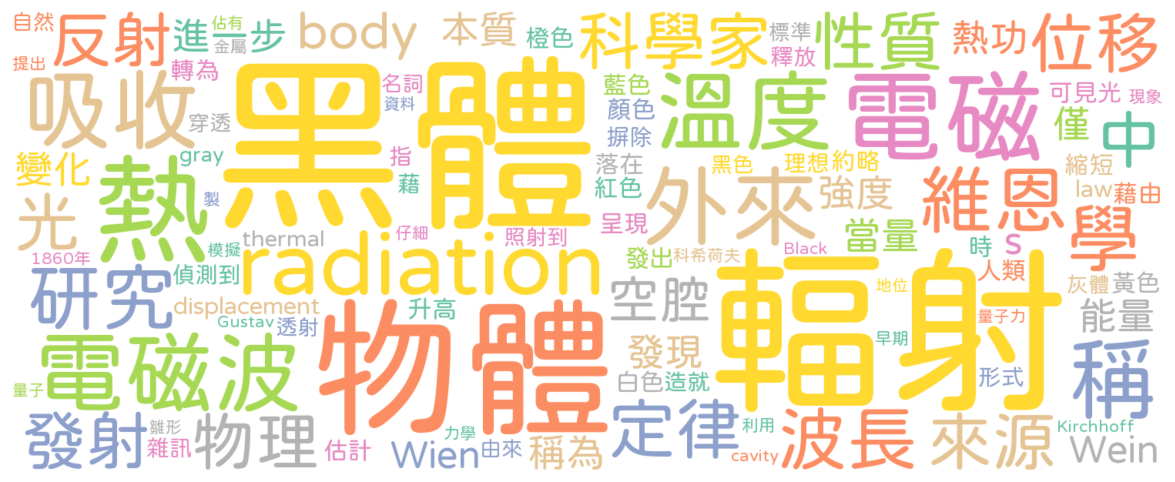 自然
反射
進一步
佔有
金屬
body
本質
橙色
科學家
標準
釋放
性質
熱功
位移
提出
轉為
吸收
穿透
黑體
名詞
資料
藍色
顏色
摒除
溫度
電磁
可見光
現象
僅
中
變化
gray
熱
製
指
藉
落在
紅色
黑色
理想
約略
外來
強度
維恩
縮短
law
藉由
光
1860年
模擬
偵測到
thermal
radiation
仔細
照射到
呈現
發出
科希荷夫
Black
當量
時
S
人類
學
研究
displacement
Gustav
透射
升高
物體
空腔
輻射
地位
量子力
早期
灰體
黃色
能量
電磁波
量子
發現
白色
造就
形式
稱
發射
雛形
雜訊
物理
估計
Wien
力學
由來
稱為
定律
利用
cavity
波長
來源
Kirchhoff
Wein